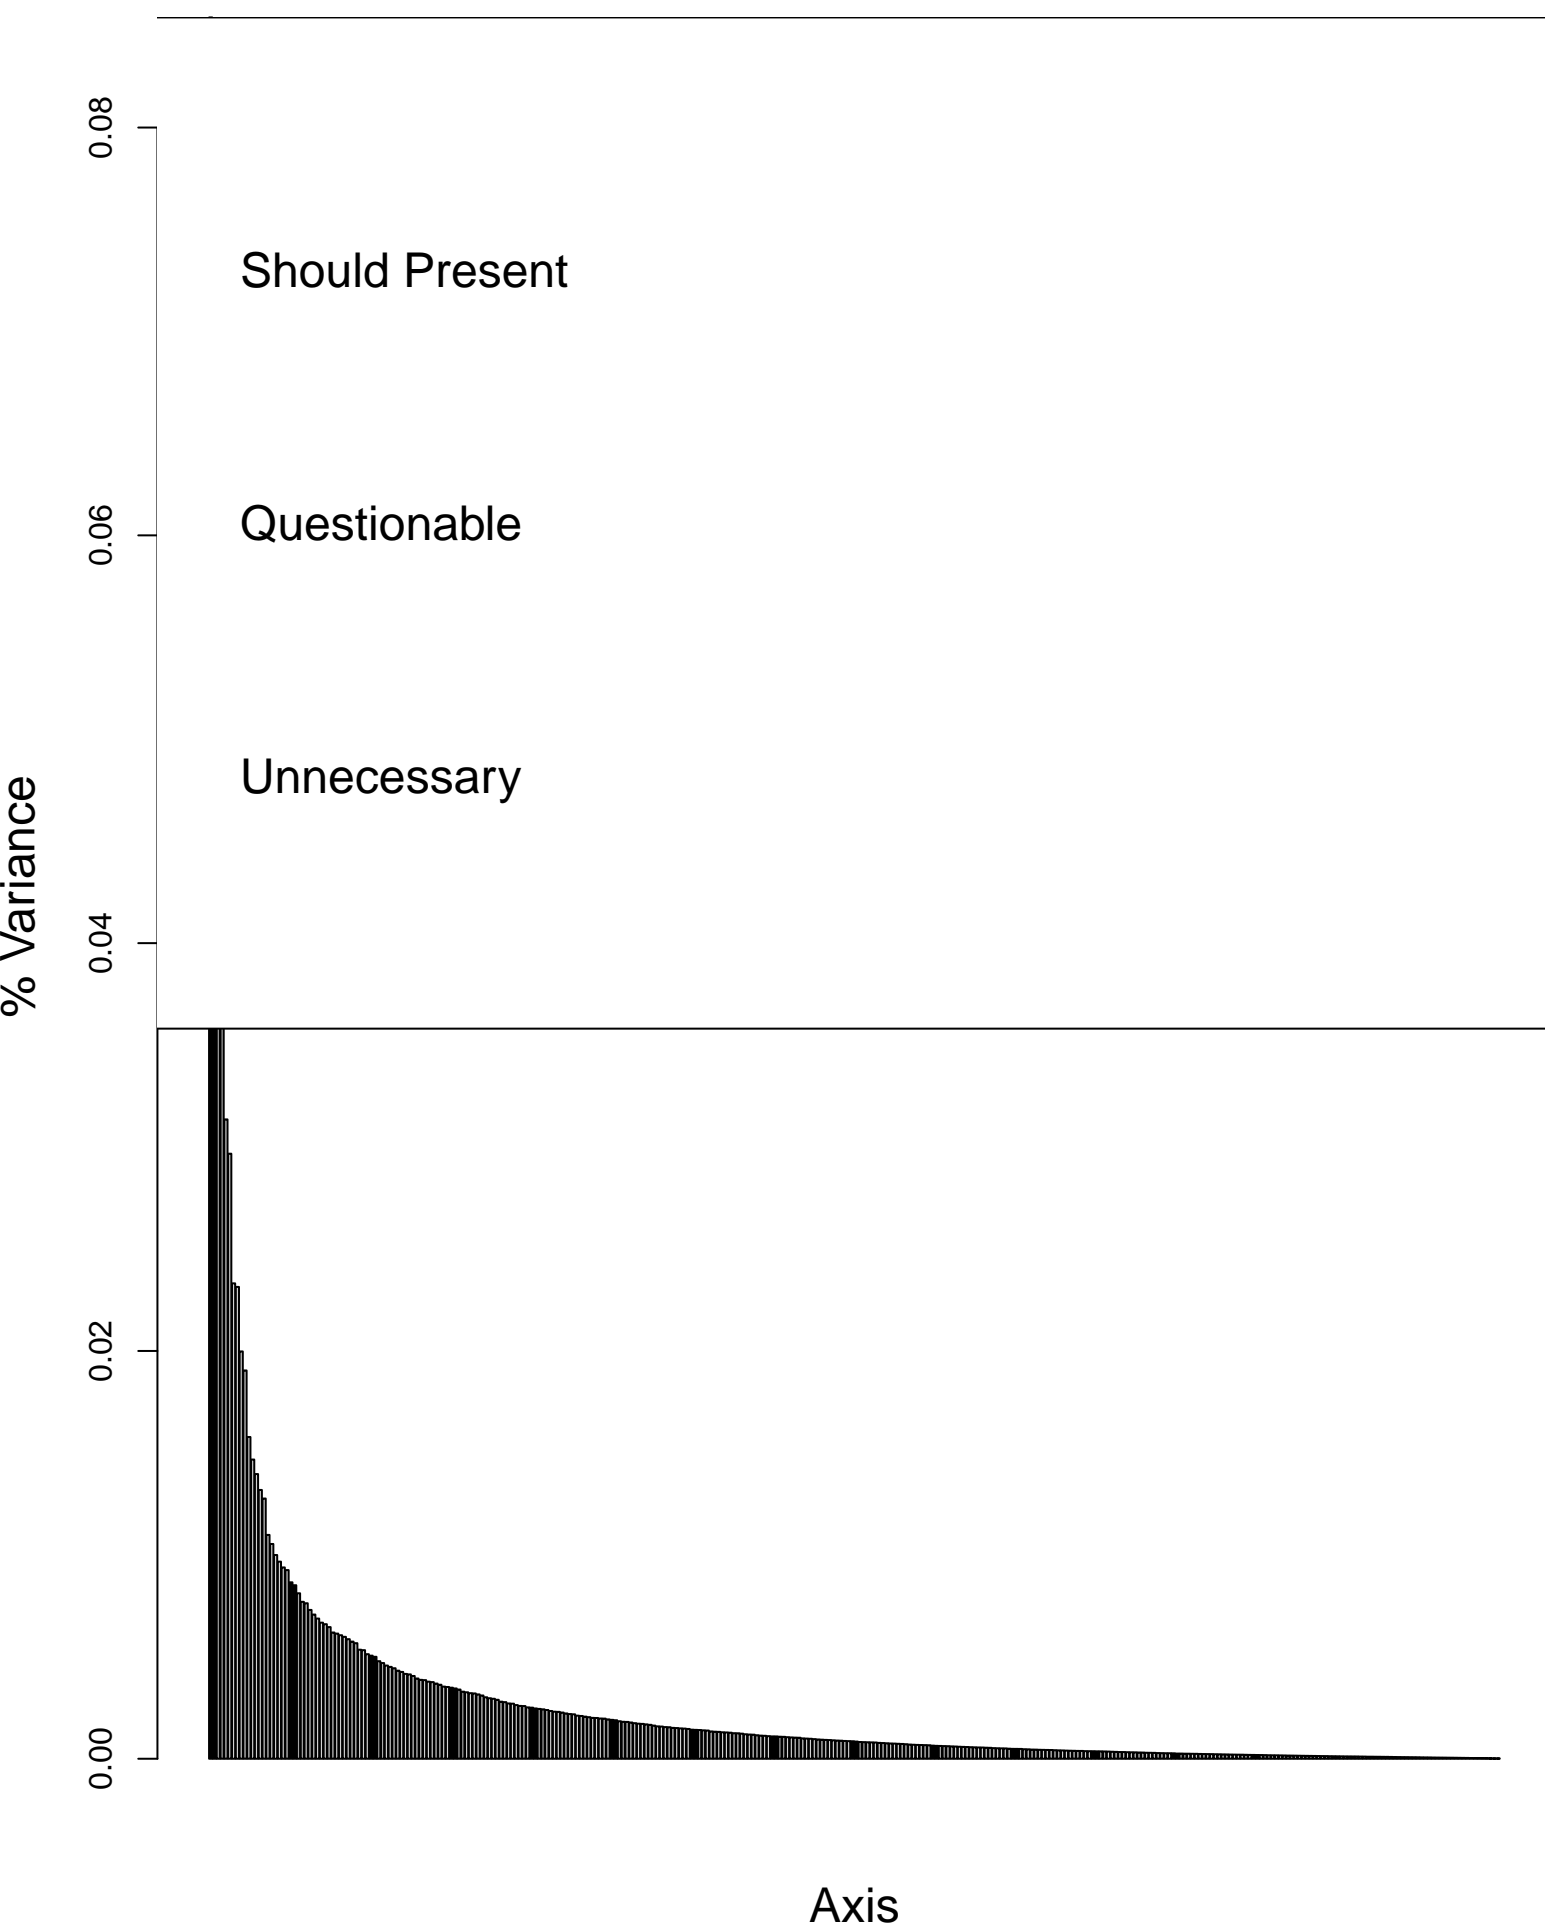 0.08
Should Present
0.06
Questionable
Unnecessary
% Variance
0.04
0.02
0.00
Axis